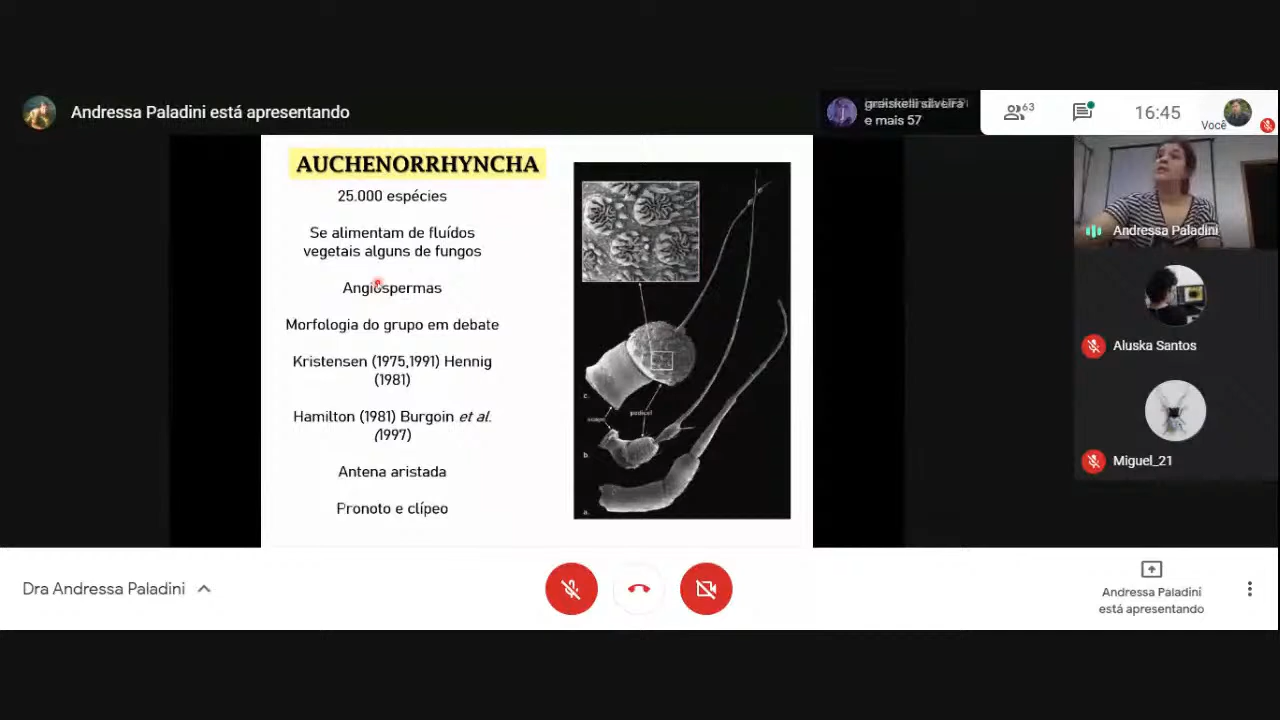 Andressa Paladini está apresentando
e mais 57
63
16:45
Você
AUCHENORRHYNCHA
25.000 espécies
Se alimentam de fluídos
vegetais alguns de fungos
Angiospermas
Morfologia do grupo em debate
Kristensen (1975,1991) Hennig
(1981)
Hamilton (1981) Burgoin et al.
(1997)
Antena aristada
Pronoto e clípeo
c.
scape
pedicel
b.
a.
Andressa Paladini
Aluska Santos
Miguel_21
Dra Andressa Paladini
Andressa Paladini
está apresentando